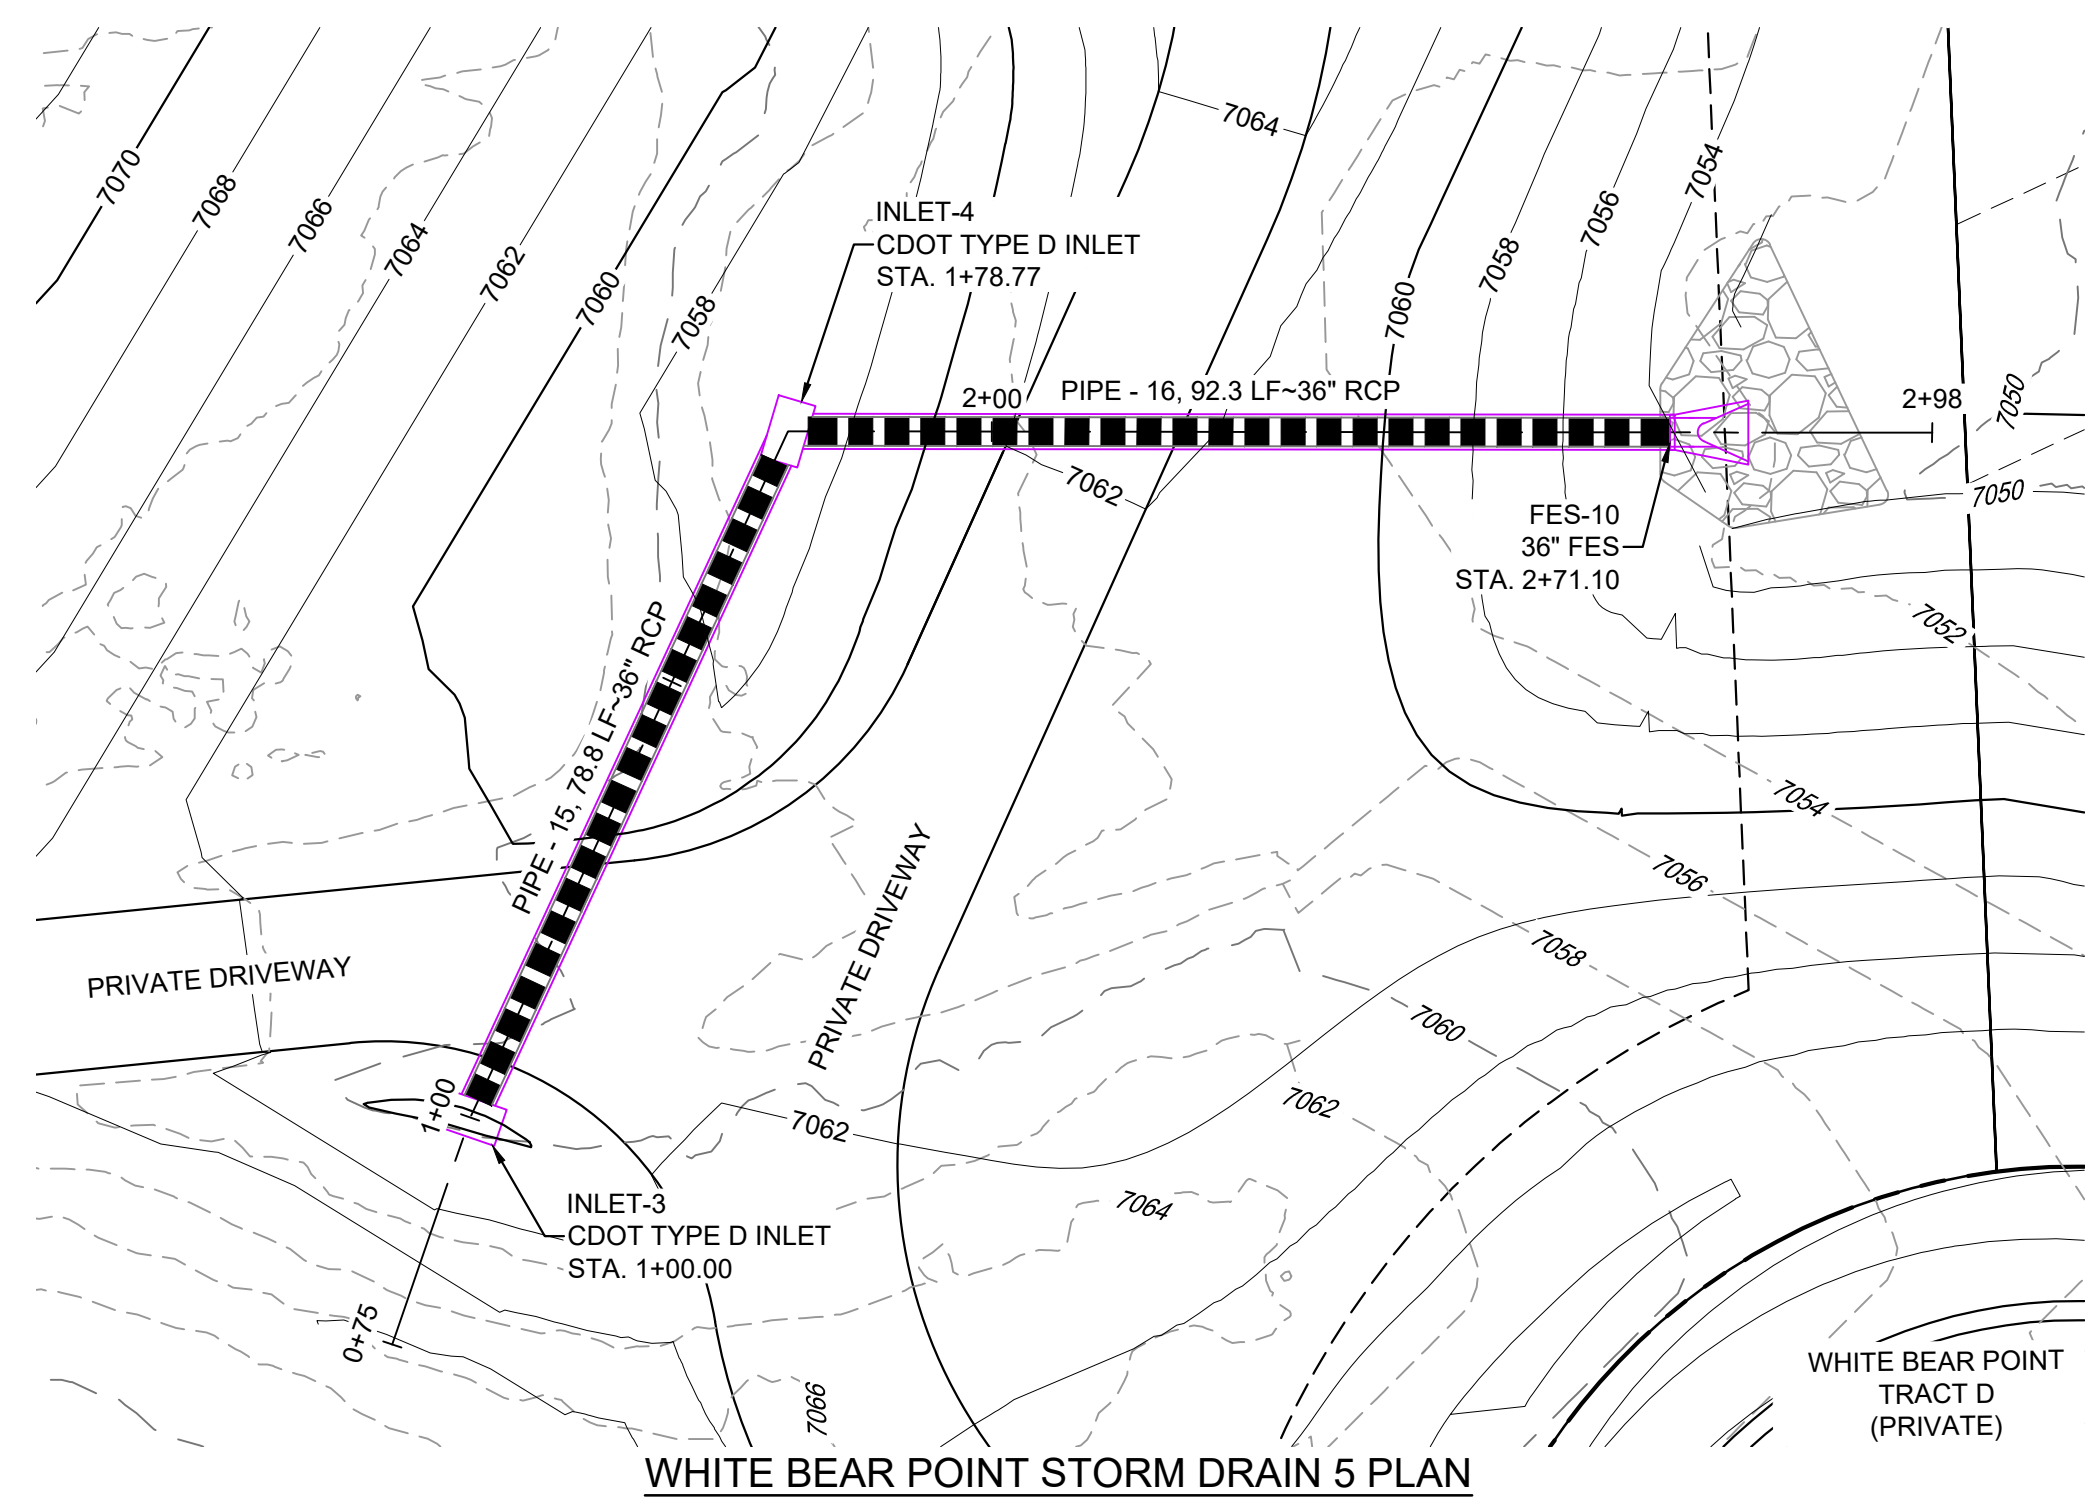 7070
7068
7066
7064
7062
7060
7058
7064
7060
7058
7056
7054
INLET-4
CDOT TYPE D INLET
STA. 1+78.77
2+00
PIPE - 16, 92.3 LF~36" RCP
2+98
7050
7050
7062
FES-10
36" FES
STA. 2+71.10
7052
PIPE - 15, 78.8 LF~36" RCP
7054
7056
7058
7060
7062
7064
7066
PRIVATE DRIVEWAY
PRIVATE DRIVEWAY
7062
1+00
INLET-3
CDOT TYPE D INLET
STA. 1+00.00
0+75
WHITE BEAR POINT
TRACT D
(PRIVATE)
WHITE BEAR POINT STORM DRAIN 5 PLAN